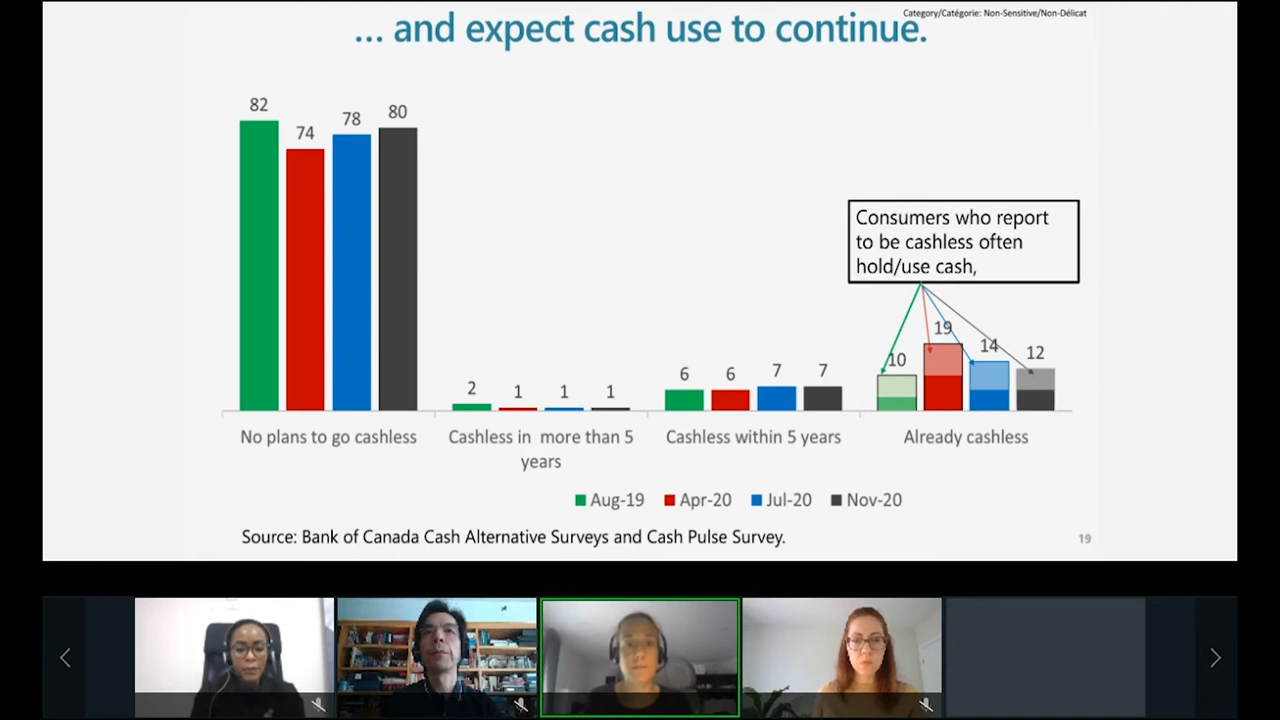 Category/Catégorie: Non-Sensitive/Non-Délicat
... and expect cash use to continue.
82
74
78
80
Consumers who report
to be cashless often
hold/use cash,
2
1
1
1
6
6
7
7
10
19
14
12
No plans to go cashless
Cashless in more than 5
years
Cashless within 5 years
Already cashless
Aug-19 Apr-20 Jul-20 Nov-20
Source: Bank of Canada Cash Alternative Surveys and Cash Pulse Survey.
19